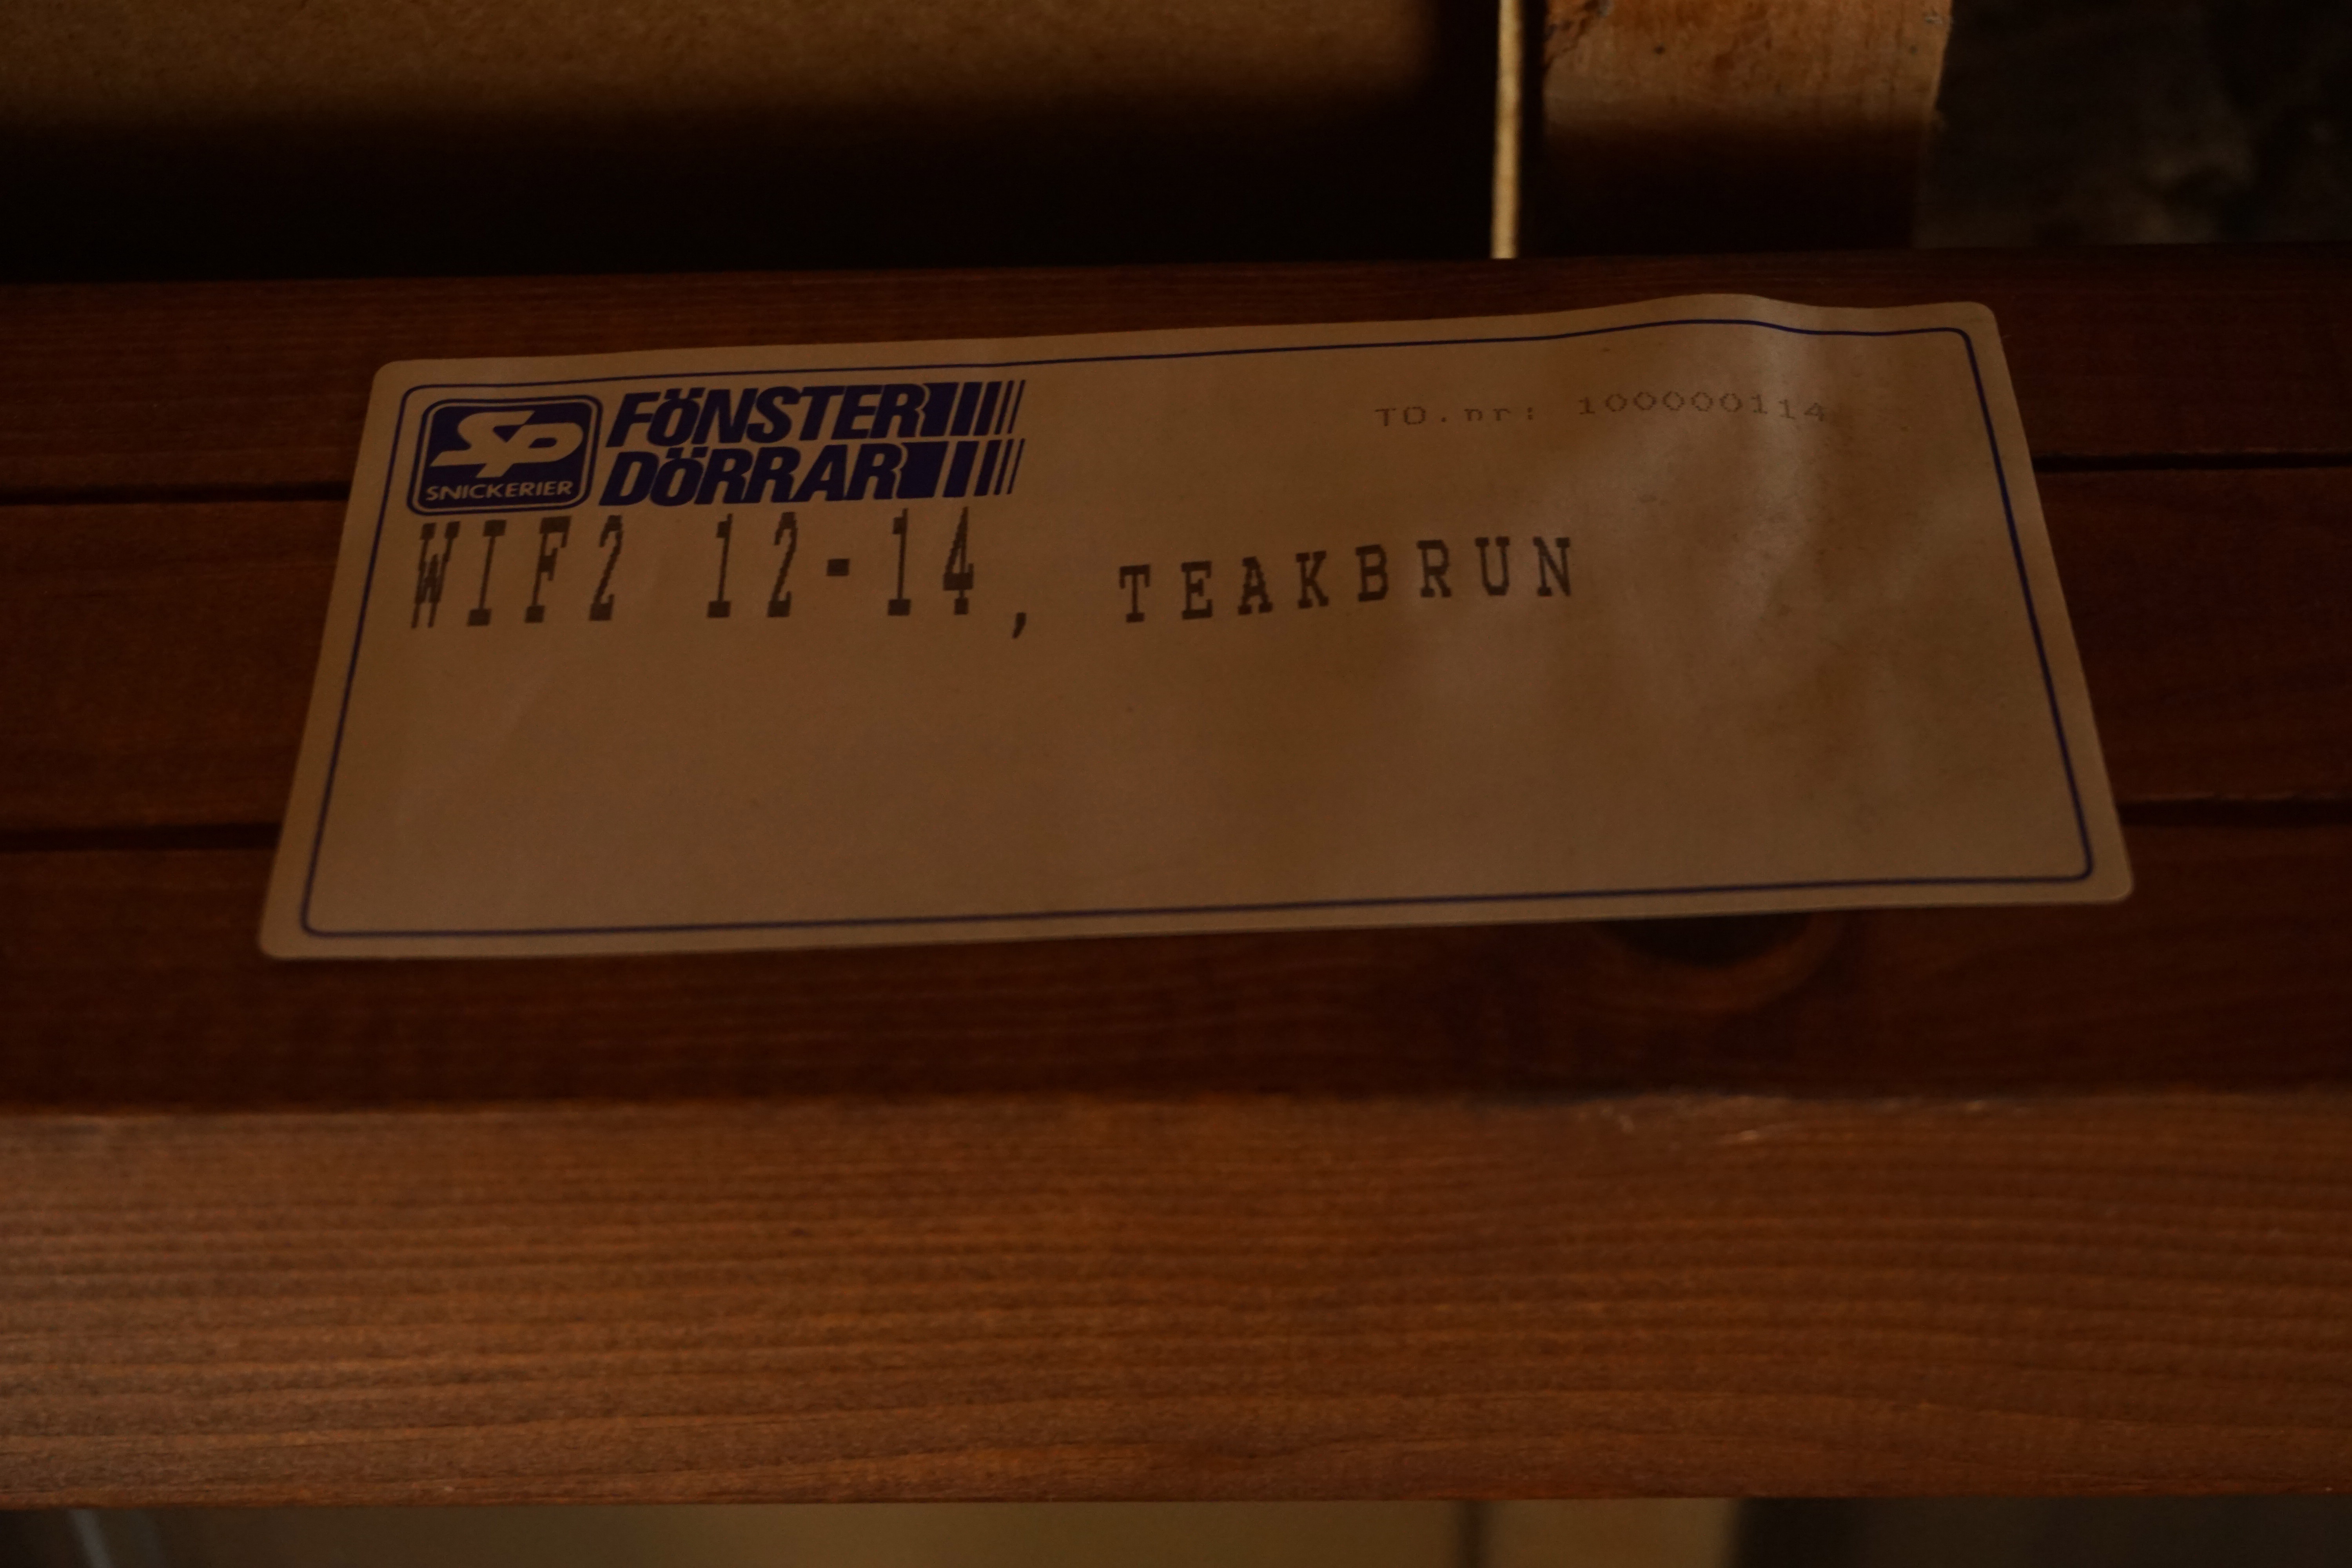 SP
SNICKERIER
FÖNSTER
DÖRRAR
TO.nr: 100000114
WIF2 12-14, TEAKBRUN